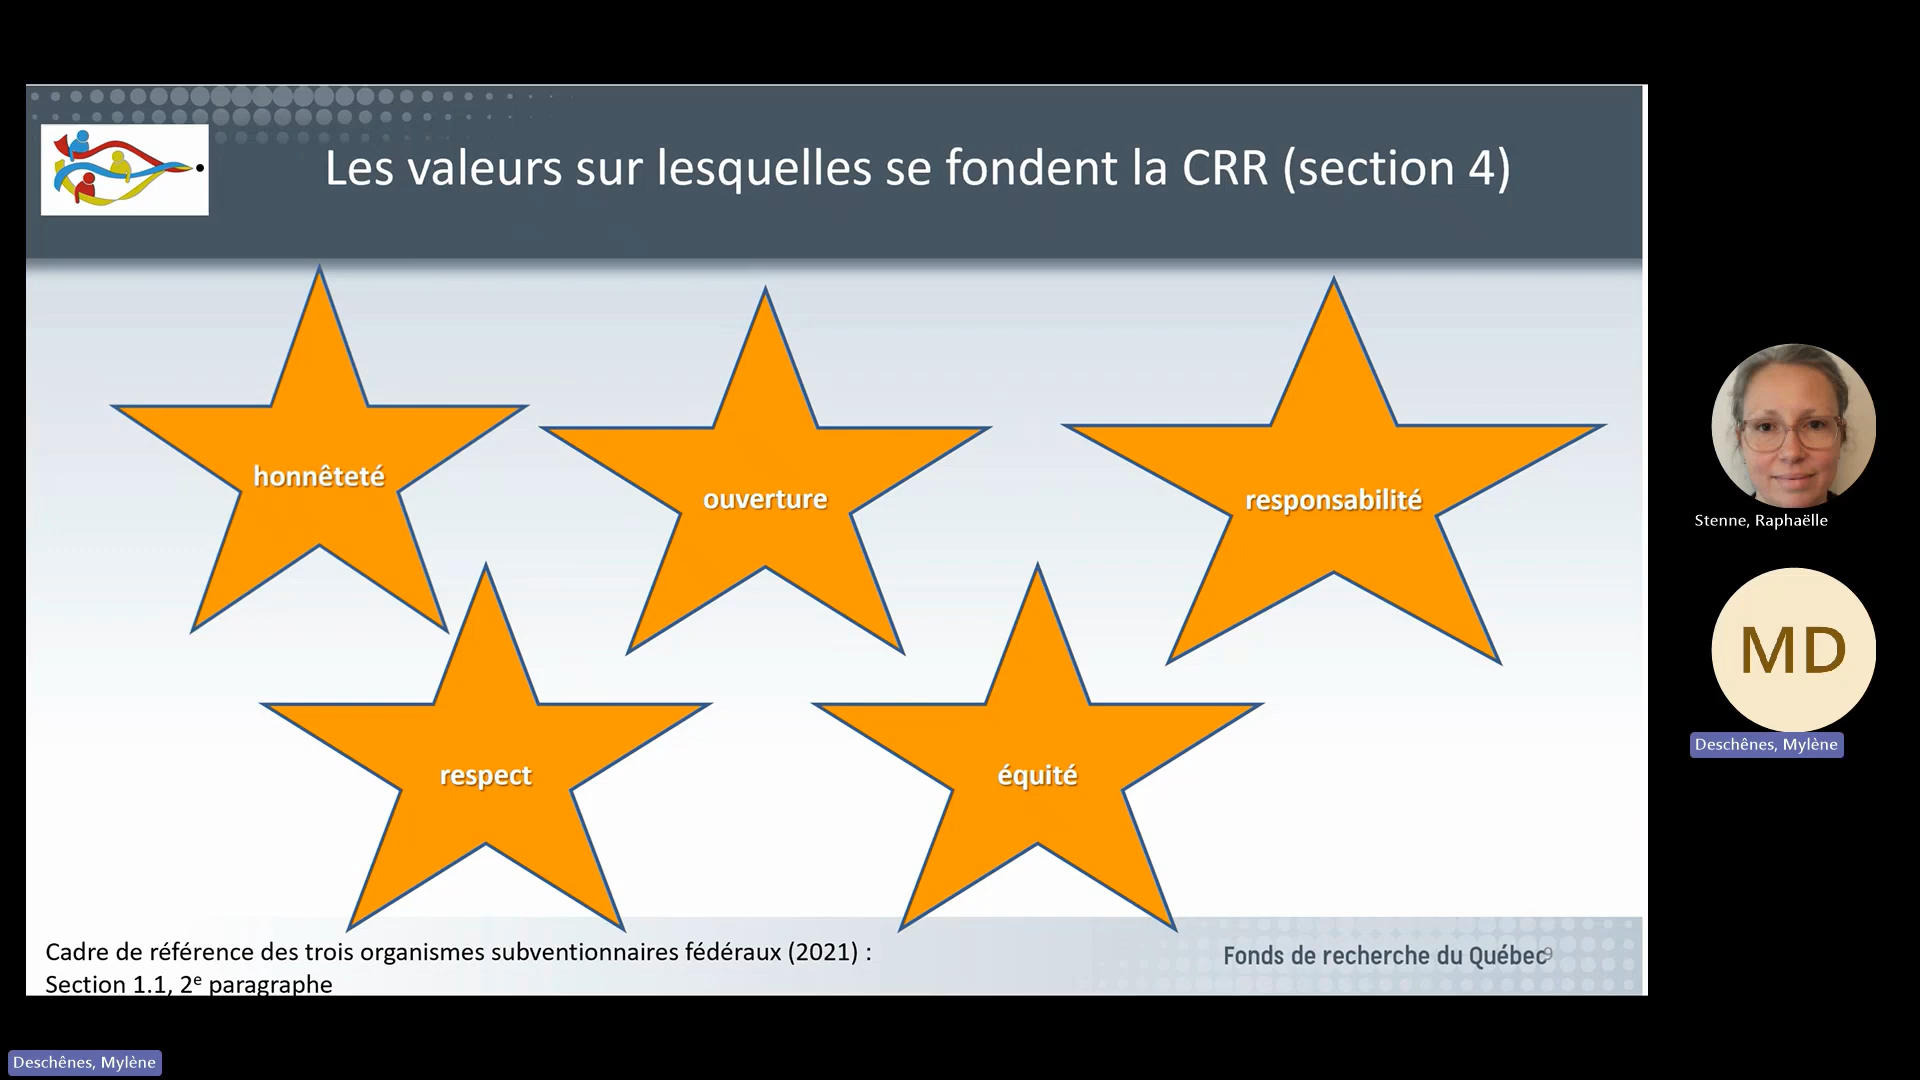 Les valeurs sur lesquelles se fondent la CRR (section 4)
honnêteté
ouverture
responsabilité
respect
équité
Cadre de référence des trois organismes subventionnaires fédéraux (2021) :
Section 1.1, 2e paragraphe
Fonds de recherche du Québec
9
Stenne, Raphaëlle
MD
Deschênes, Mylène
Deschênes, Mylène